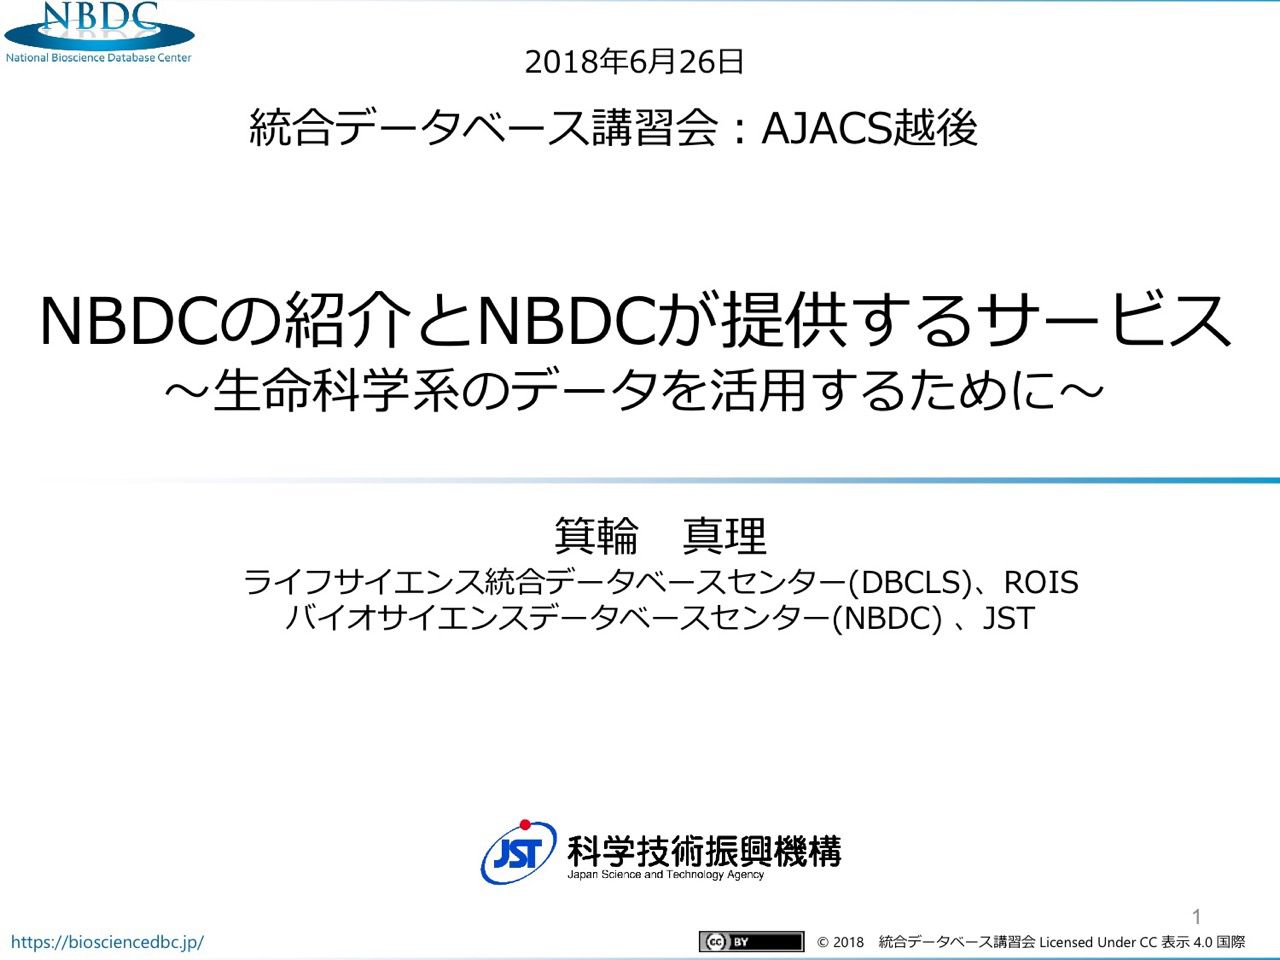 NBDC
National Bioscience Database Center
2018年6月26日
統合データベース講習会：AJACS越後
NBDCの紹介とNBDCが提供するサービス
～生命科学系のデータを活用するために～
箕輪　真理
ライフサイエンス統合データベースセンター(DBCLS)、ROIS
バイオサイエンスデータベースセンター(NBDC) 、JST
JST 科学技術振興機構
Japan Science and Technology Agency
1
https://biosciencedbc.jp/
cc BY © 2018　統合データベース講習会 Licensed Under CC 表示 4.0 国際